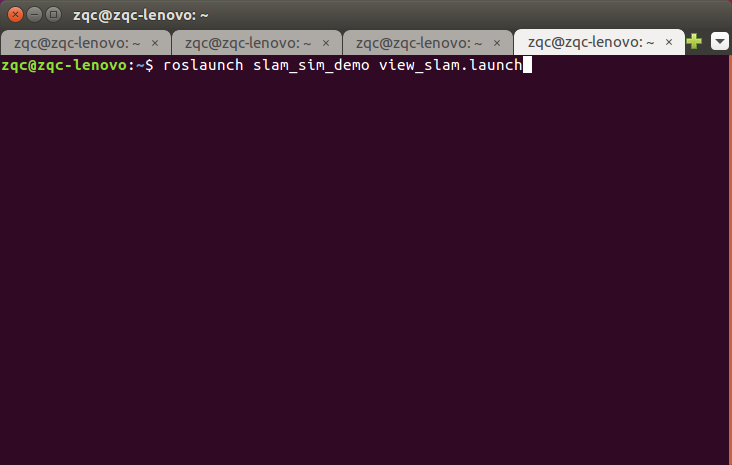 zqc@zqc-lenovo: ~
zqc@zqc-lenovo: ~ × zqc@zqc-lenovo: ~ × zqc@zqc-lenovo: ~ × zqc@zqc-lenovo: ~ ×
zqc@zqc-lenovo:~$ roslaunch slam_sim_demo view_slam.launch